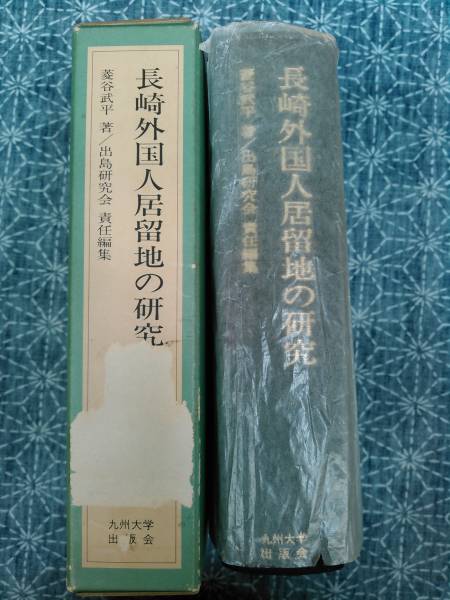 長崎外国人居留地の研究
菱谷武平 著／出島研究会 責任編集
九州大学
出版会
長崎外国人居留地の研究
菱谷武平 著／出島研究会 責任編集
九州大学
出版会